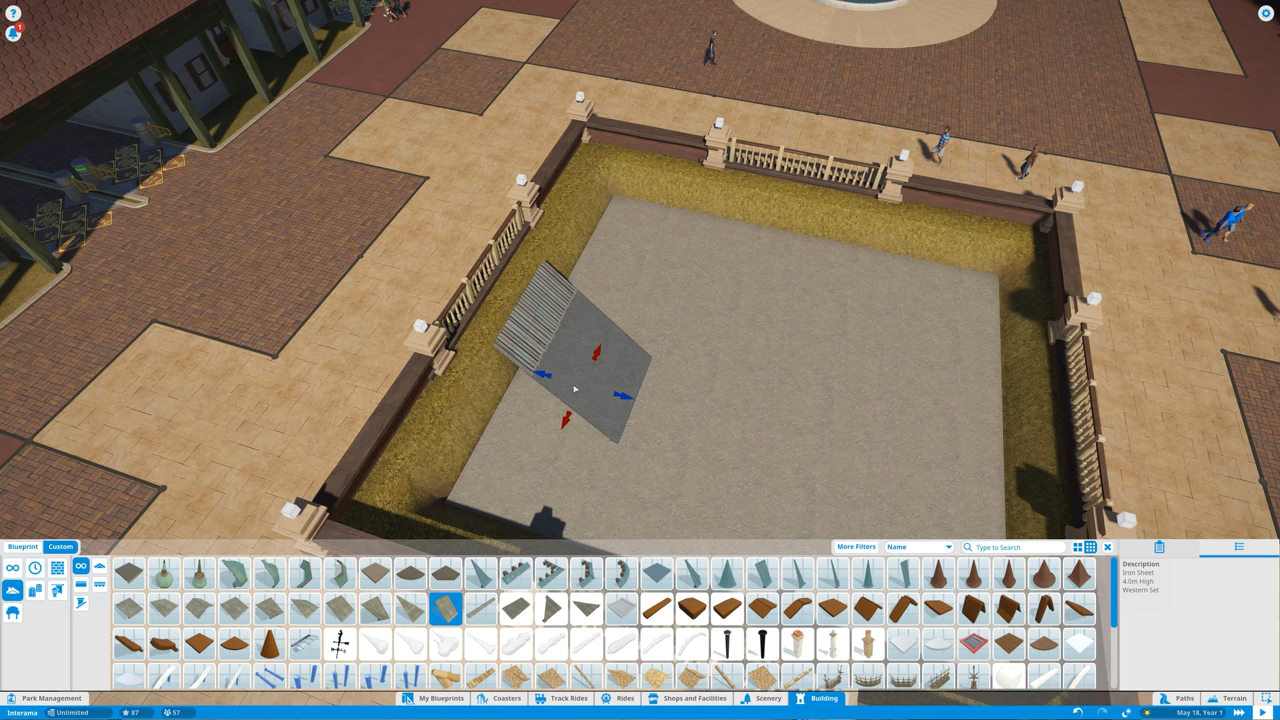 ?
1
Blueprint
Custom
More Filters
Name
Type to Search
Description
Iron Sheet
4.0m High
Western Set
Park Management
My Blueprints
Coasters
Track Rides
Rides
Shops and Facilities
Scenery
Building
Paths
Terrain
Interama
Unlimited
87
57
May 18, Year 1